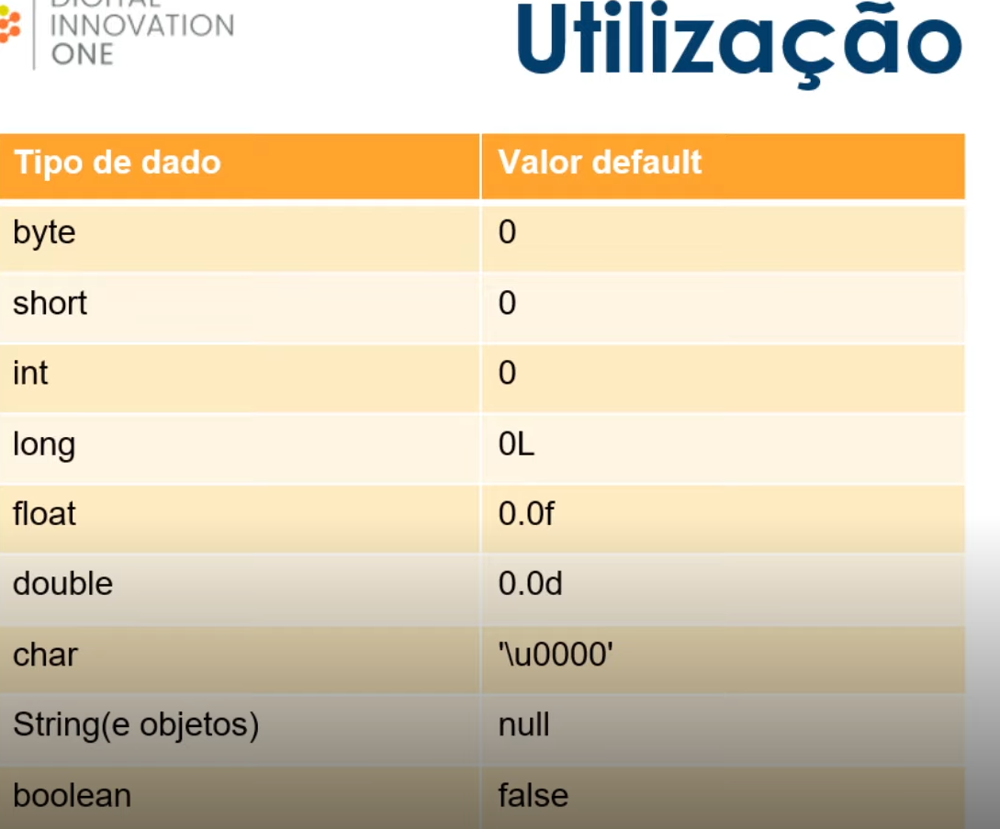 DIGITAL
INNOVATION
ONE
Utilização
Tipo de dado Valor default
byte 0
short 0
int 0
long 0L
float 0.0f
double 0.0d
char '\u0000'
String(e objetos) null
boolean false